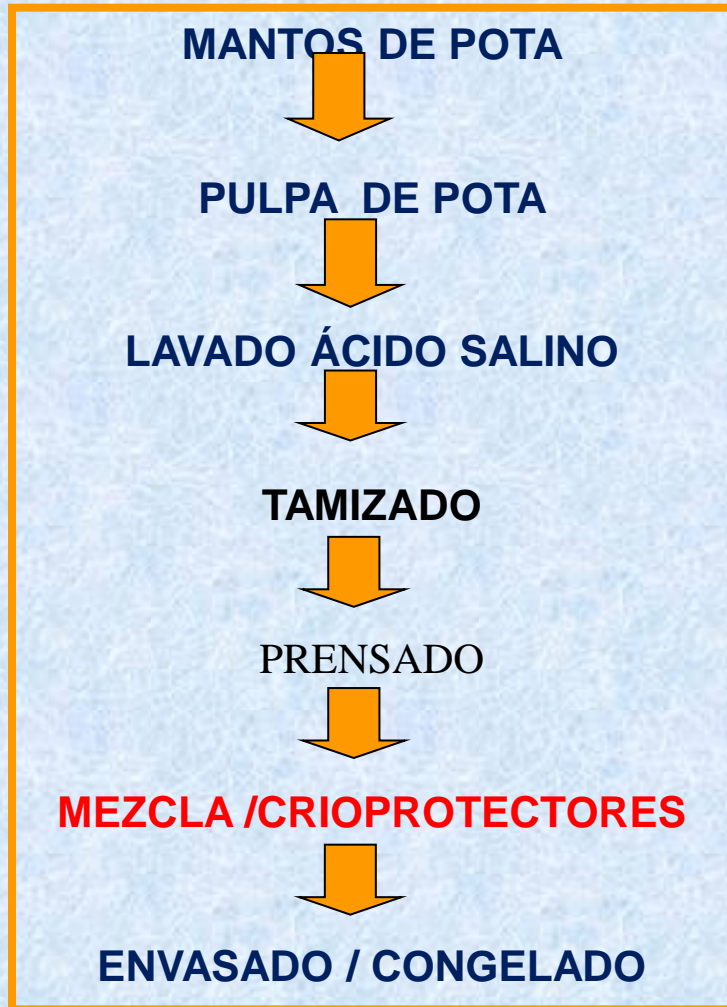 MANTOS DE POTA
PULPA DE POTA
LAVADO ÁCIDO SALINO
TAMIZADO
PRENSADO
MEZCLA /CRIOPROTECTORES
ENVASADO / CONGELADO